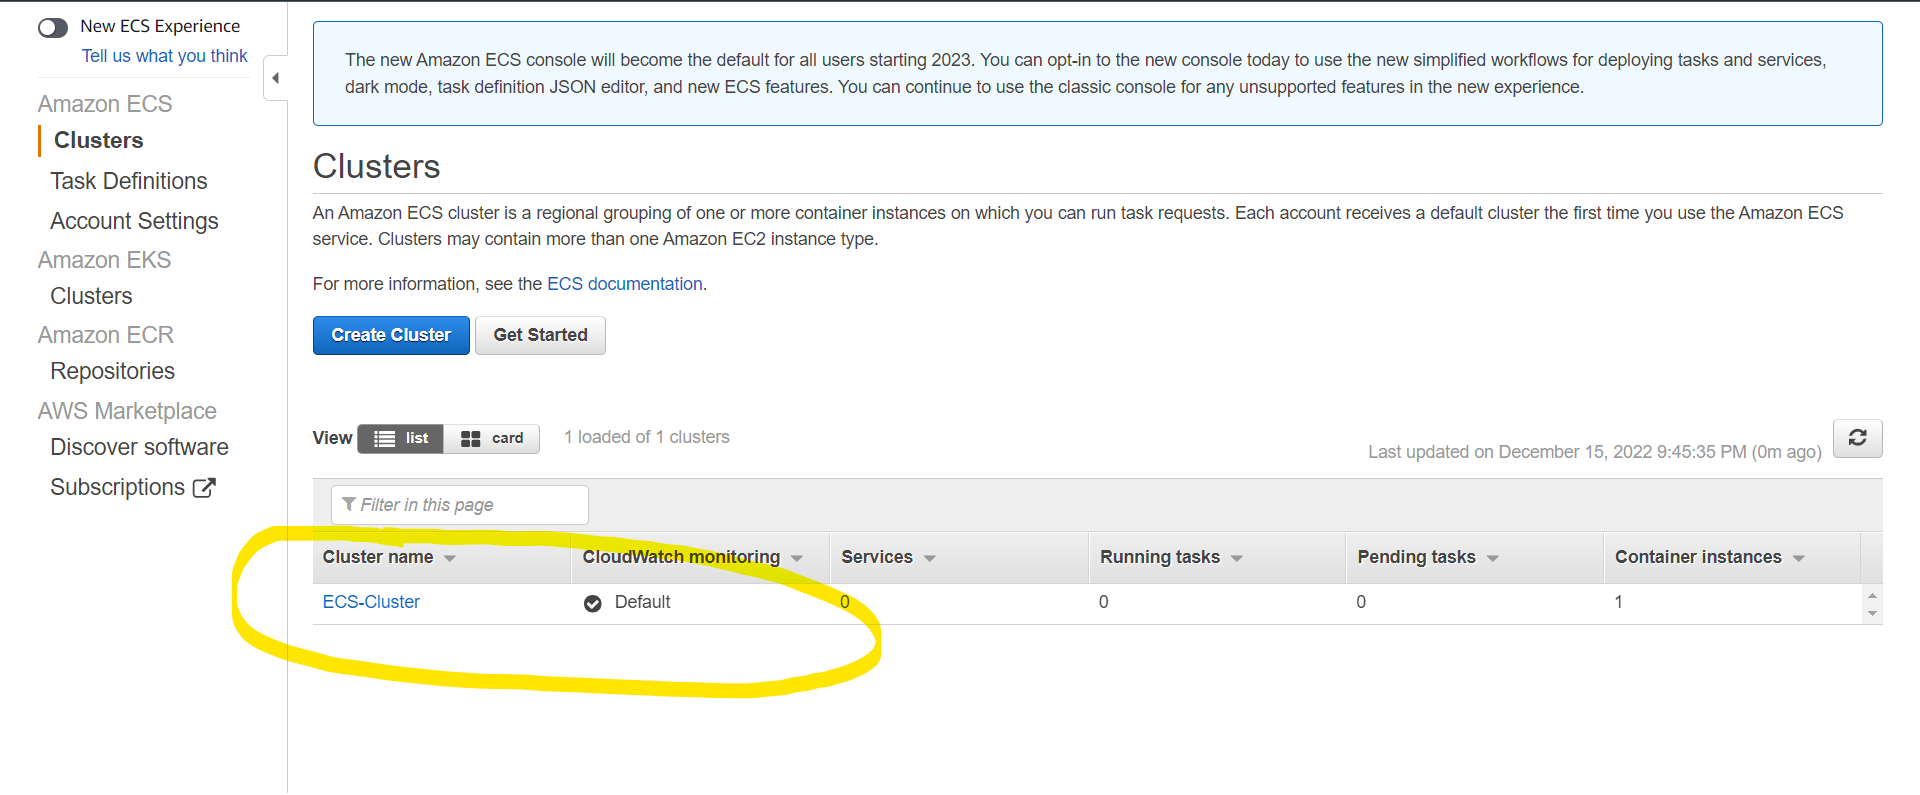 New ECS Experience
Tell us what you think
Amazon ECS
Clusters
Task Definitions
Account Settings
Amazon EKS
Clusters
Amazon ECR
Repositories
AWS Marketplace
Discover software
Subscriptions
The new Amazon ECS console will become the default for all users starting 2023. You can opt-in to the new console today to use the new simplified workflows for deploying tasks and services,
dark mode, task definition JSON editor, and new ECS features. You can continue to use the classic console for any unsupported features in the new experience.
Clusters
An Amazon ECS cluster is a regional grouping of one or more container instances on which you can run task requests. Each account receives a default cluster the first time you use the Amazon ECS
service. Clusters may contain more than one Amazon EC2 instance type.
For more information, see the ECS documentation.
Create Cluster Get Started
View list card 1 loaded of 1 clusters
Last updated on December 15, 2022 9:45:35 PM (0m ago)
Filter in this page
Cluster name CloudWatch monitoring Services Running tasks Pending tasks Container instances
ECS-Cluster Default 0 0 0 1